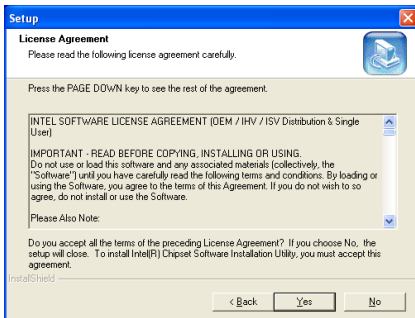 Setup
License Agreement
Please read the following license agreement carefully.
Press the PAGE DOWN key to see the rest of the agreement.
INTEL SOFTWARE LICENSE AGREEMENT (OEM / IHV / ISV Distribution & Single
User)
IMPORTANT - READ BEFORE COPYING, INSTALLING OR USING.
Do not use or load this software and any associated materials (collectively, the
"Software") until you have carefully read the following terms and conditions. By loading or
using the Software, you agree to the terms of this Agreement. If you do not wish to so
agree, do not install or use the Software.
Please Also Note:
Do you accept all the terms of the preceding License Agreement? If you choose No, the
setup will close. To install Intel(R) Chipset Software Installation Utility, you must accept this
agreement.
InstallShield
< Back Yes No